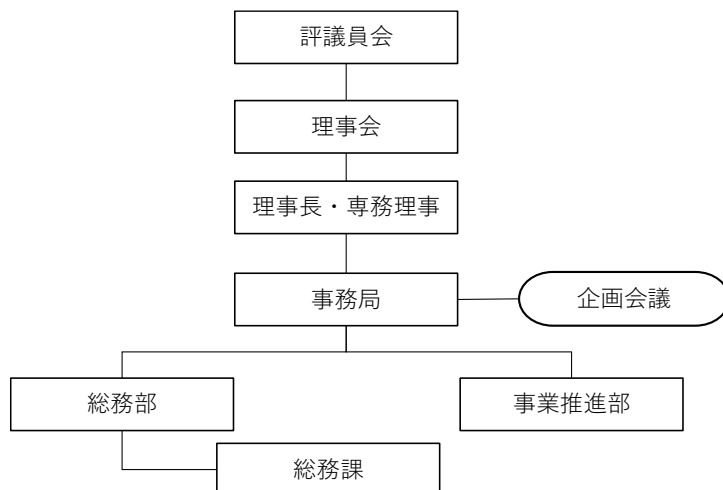 評議員会
理事会
理事長・専務理事
事務局
企画会議
総務部
事業推進部
総務課